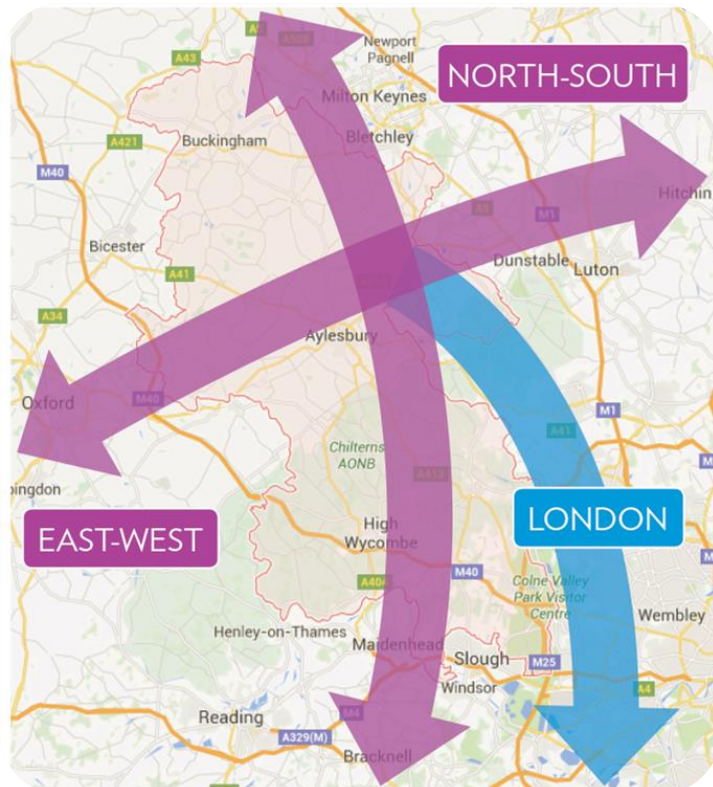 Newport
Pagnell
NORTH-SOUTH
A43
Milton Keynes
Buckingham
Bletchley
A421
M40
Hitchin
M1
Bicester
Dunstable
Luton
A41
A34
Aylesbury
Oxford
M40
M1
A41
Chilterns
AONB
A413
M
bingdon
LONDON
EAST-WEST
High
Wycombe
M40
A404
Colne Valley
Park Visitor
Centre
Wembley
Henley-on-Thames
Maidenhead
Slough
M25
Windsor
A4
Reading
M4
A329(M)
Bracknell